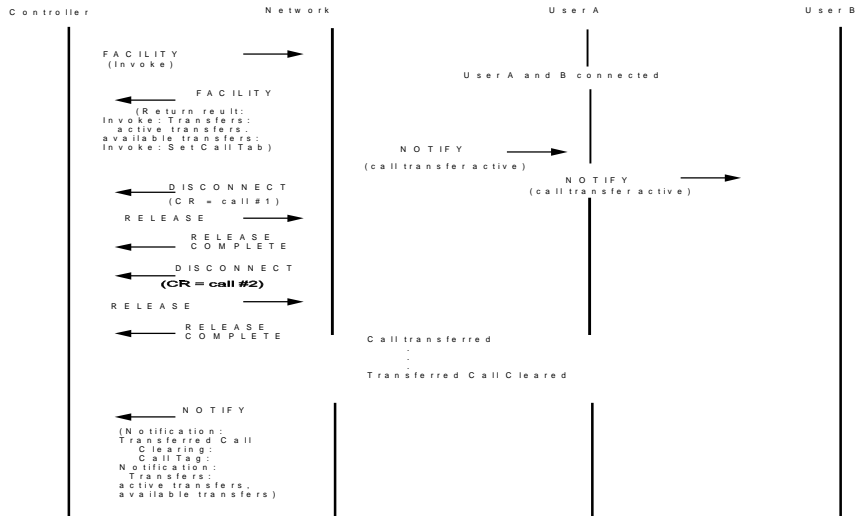 Controller Network User A User B
FACILITY
(Invoke)
User A and B connected
FACILITY
(Return reult:
Invoke: Transfers:
active transfers.
available transfers:
Invoke: SetCallTab)
NOTIFY
(call transfer active)
NOTIFY
(call transfer active)
DISCONNECT
(CR = call#1)
RELEASE
RELEASE
COMPLETE
DISCONNECT
(CR = call #2)
RELEASE
RELEASE
COMPLETE
Call transferred
.
.
.
Transferred Call Cleared
NOTIFY
(Notification:
Transferred Call
Clearing:
Call Tag:
Notification:
Transfers:
active transfers,
available transfers)